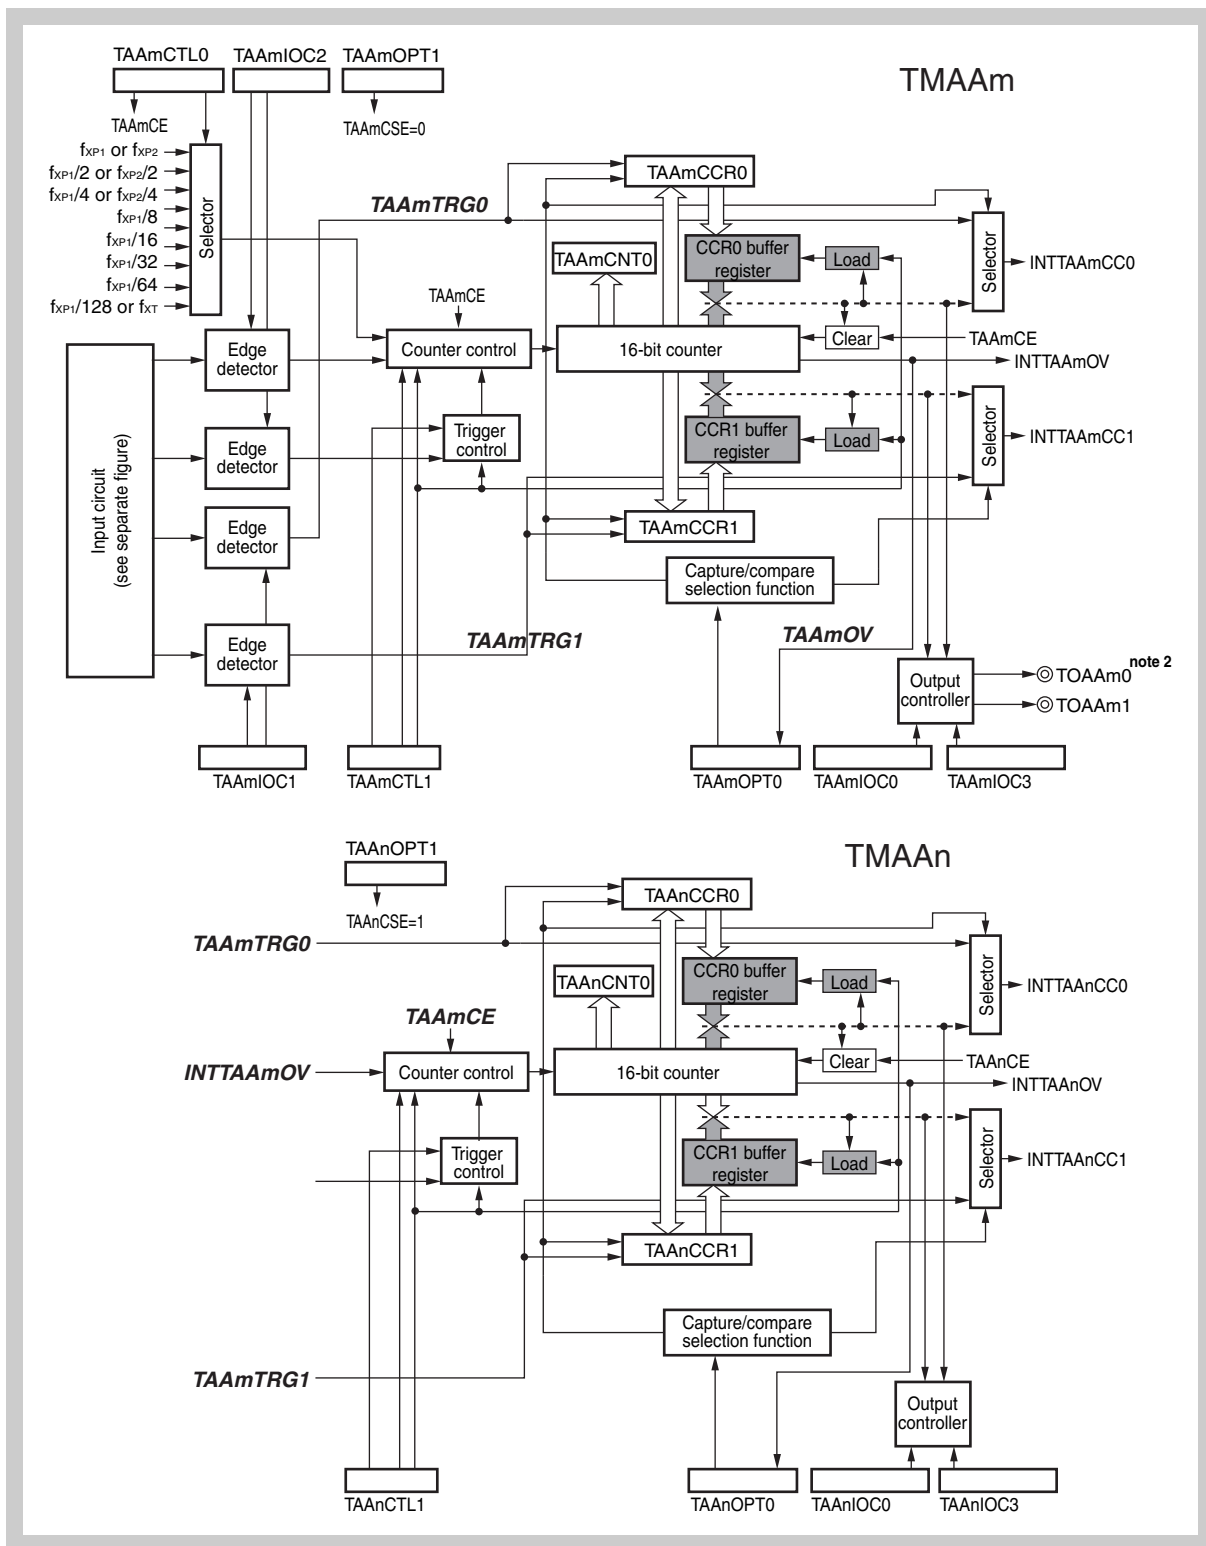 TAAmCTL0
TAAmIOC2
TAAmOPT1
TMAAm
TAAmCE
TAAmCSE=0
fXP1 or fXP2
fXP1/2 or fXP2/2
fXP1/4 or fXP2/4
fXP1/8
fXP1/16
fXP1/32
fXP1/64
fXP1/128 or fXT
Selector
TAAmTRG0
TAAmCCR0
CCR0 buffer
register
Load
TAAmCNT0
Selector
INTTAAmCC0
TAAmCE
Edge
detector
Counter control
16-bit counter
Clear
TAAmCE
INTTAAmOV
Input circuit
(see separate figure)
Edge
detector
Trigger
control
CCR1 buffer
register
Load
Selector
INTTAAmCC1
Edge
detector
TAAmCCR1
Capture/compare
selection function
Edge
detector
TAAmTRG1
TAAmOV
Output
controller
TOAAm0 note 2
TOAAm1
TAAmIOC1
TAAmCTL1
TAAmOPT0
TAAmIOC0
TAAmIOC3
TAAnOPT1
TMAAn
TAAnCSE=1
TAAnCCR0
TAAmTRG0
CCR0 buffer
register
Load
TAAnCNT0
Selector
INTTAAnCC0
TAAmCE
INTTAAmOV
Counter control
16-bit counter
Clear
TAAnCE
INTTAAnOV
Trigger
control
CCR1 buffer
register
Load
Selector
INTTAAnCC1
TAAnCCR1
Capture/compare
selection function
TAAmTRG1
Output
controller
TAAnCTL1
TAAnOPT0
TAAnIOC0
TAAnIOC3